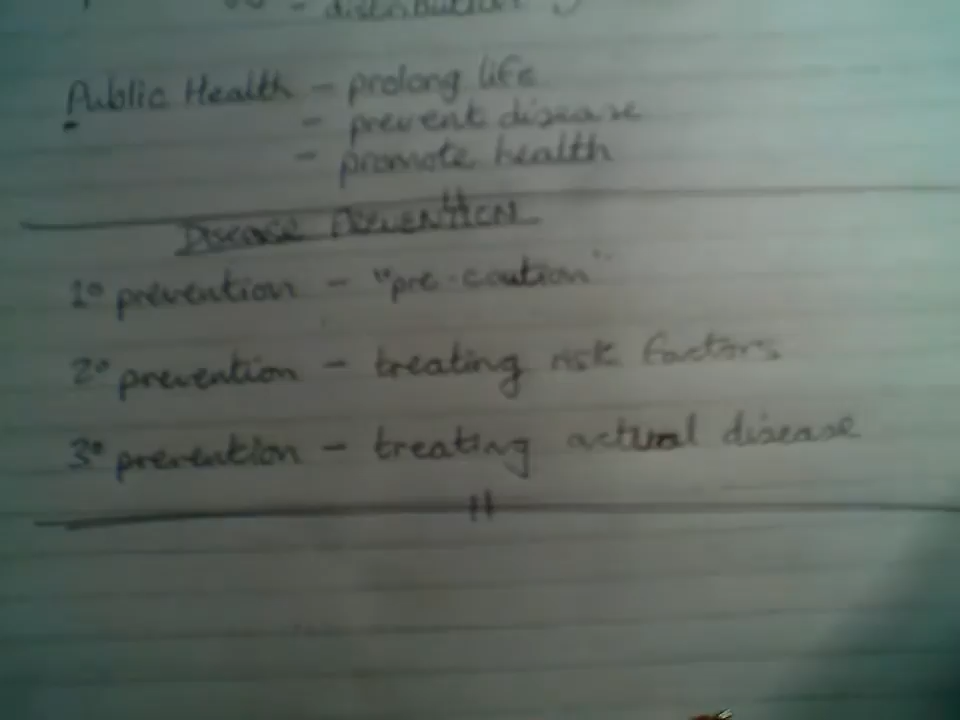 - distribution
Public Health - prolong life
- prevent disease
- promote health
DISEASE PREVENTION
1° prevention - "pre-caution"
2° prevention - treating risk factors
3° prevention - treating actual disease